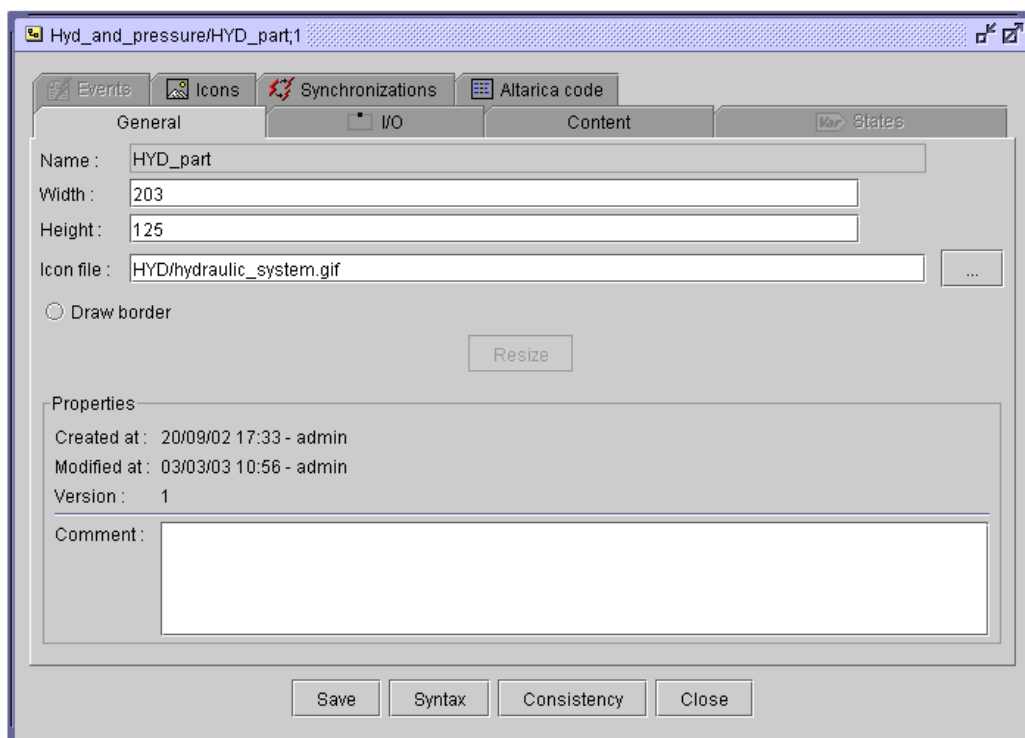 Hyd_and_pressure/HYD_part;1
Events Icons Synchronizations Altarica code
General I/O Content Var States
Name : HYD_part
Width : 203
Height : 125
Icon file : HYD/hydraulic_system.gif ...
Draw border
Resize
Properties
Created at : 20/09/02 17:33 - admin
Modified at : 03/03/03 10:56 - admin
Version : 1
Comment :
Save Syntax Consistency Close